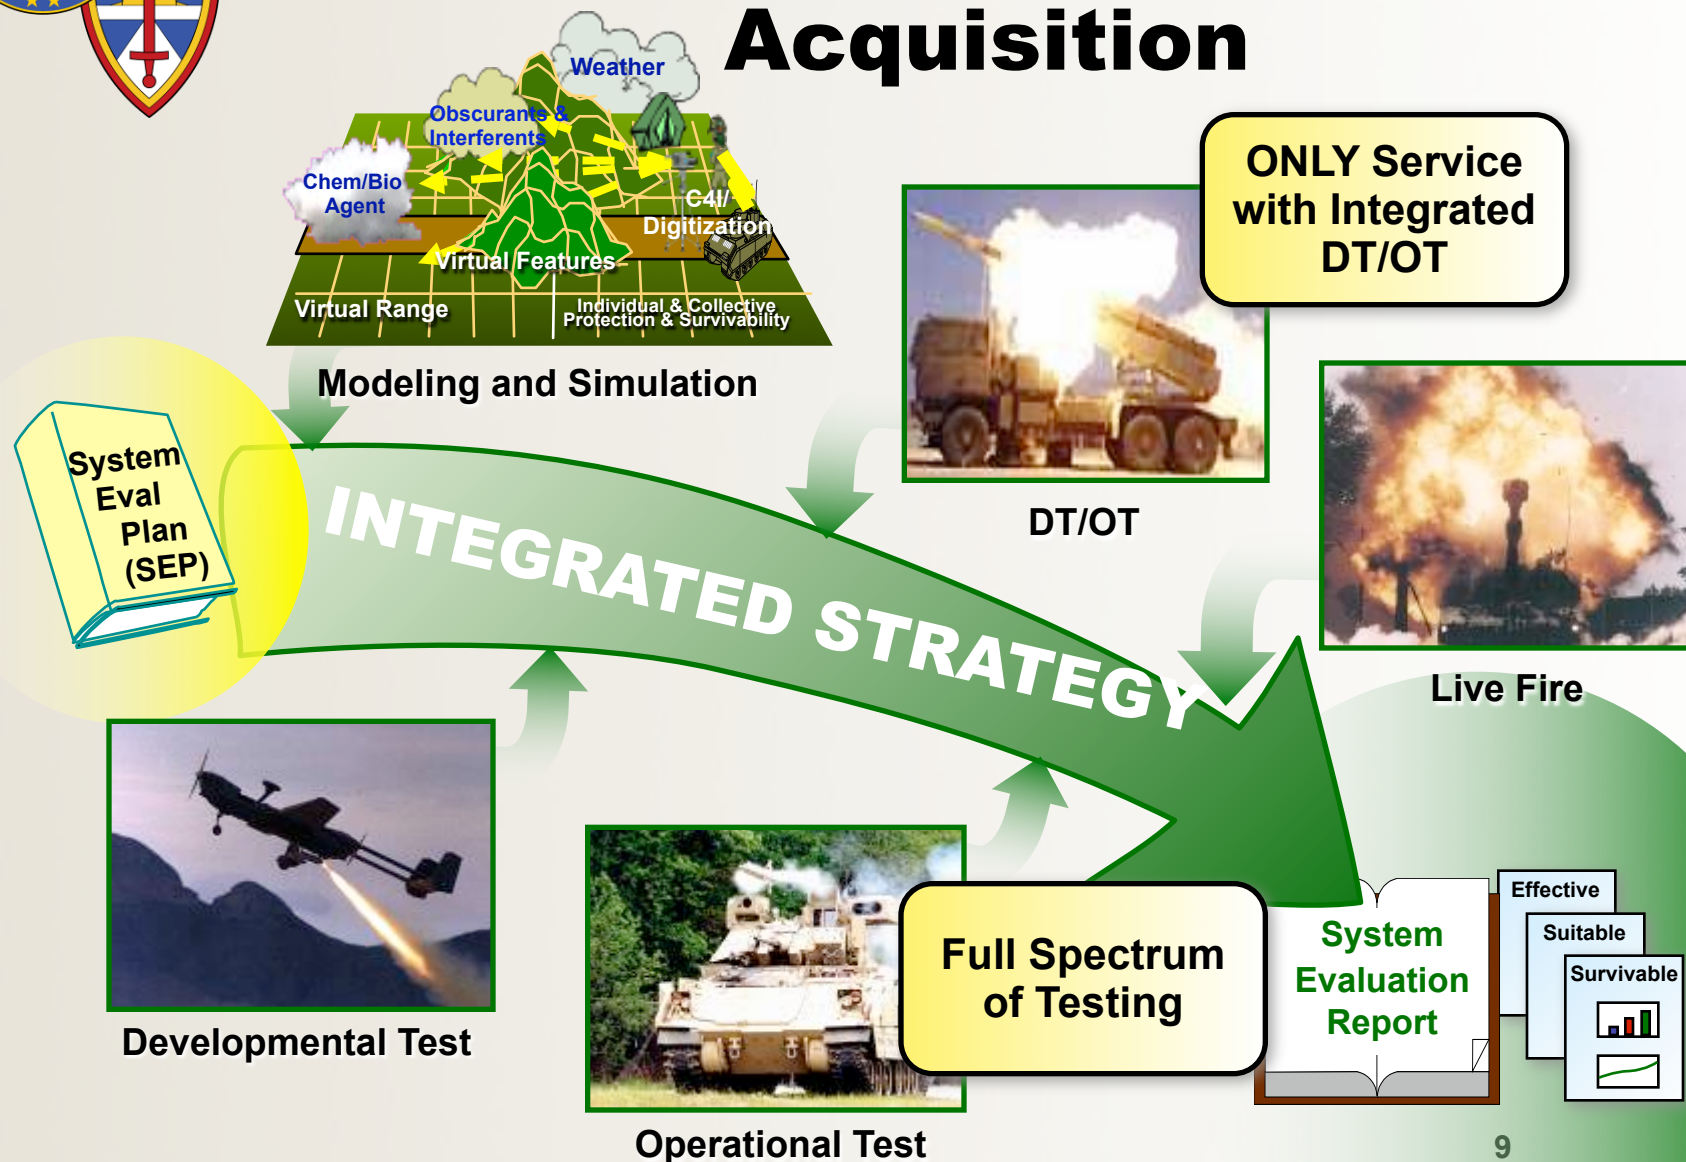 Acquisition
Weather
Obscurants &
Interferents
Chem/Bio
Agent
C4I/
Digitization
Virtual Features
Virtual Range
Individual & Collective
Protection & Survivability
Modeling and Simulation
ONLY Service
with Integrated
DT/OT
DT/OT
Live Fire
System
Eval
Plan
(SEP)
INTEGRATED STRATEGY
Developmental Test
Operational Test
Full Spectrum
of Testing
System
Evaluation
Report
Effective
Suitable
Survivable
9